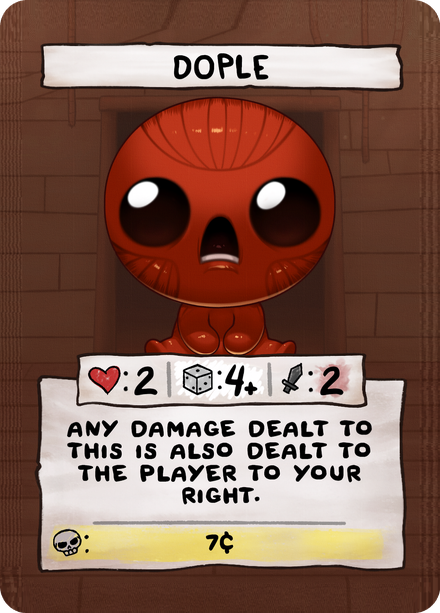 DOPLE
:2 :4+ :2
ANY DAMAGE DEALT TO
THIS IS ALSO DEALT TO
THE PLAYER TO YOUR
RIGHT.
: 7¢